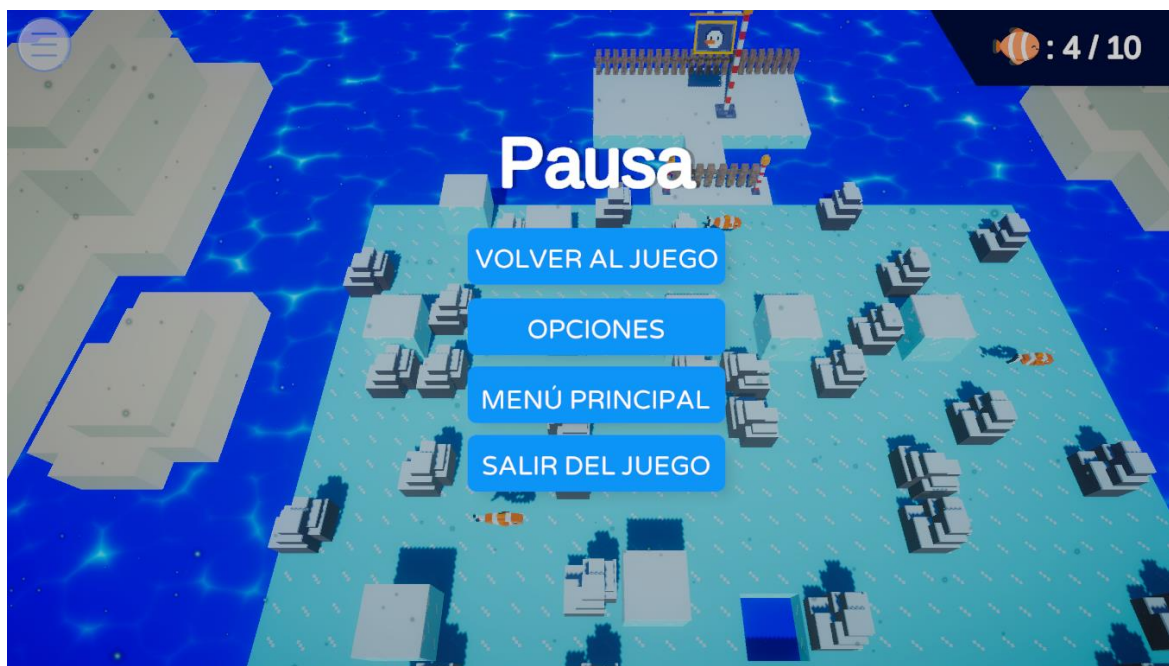 : 4 / 10
Pausa
VOLVER AL JUEGO
OPCIONES
MENÚ PRINCIPAL
SALIR DEL JUEGO